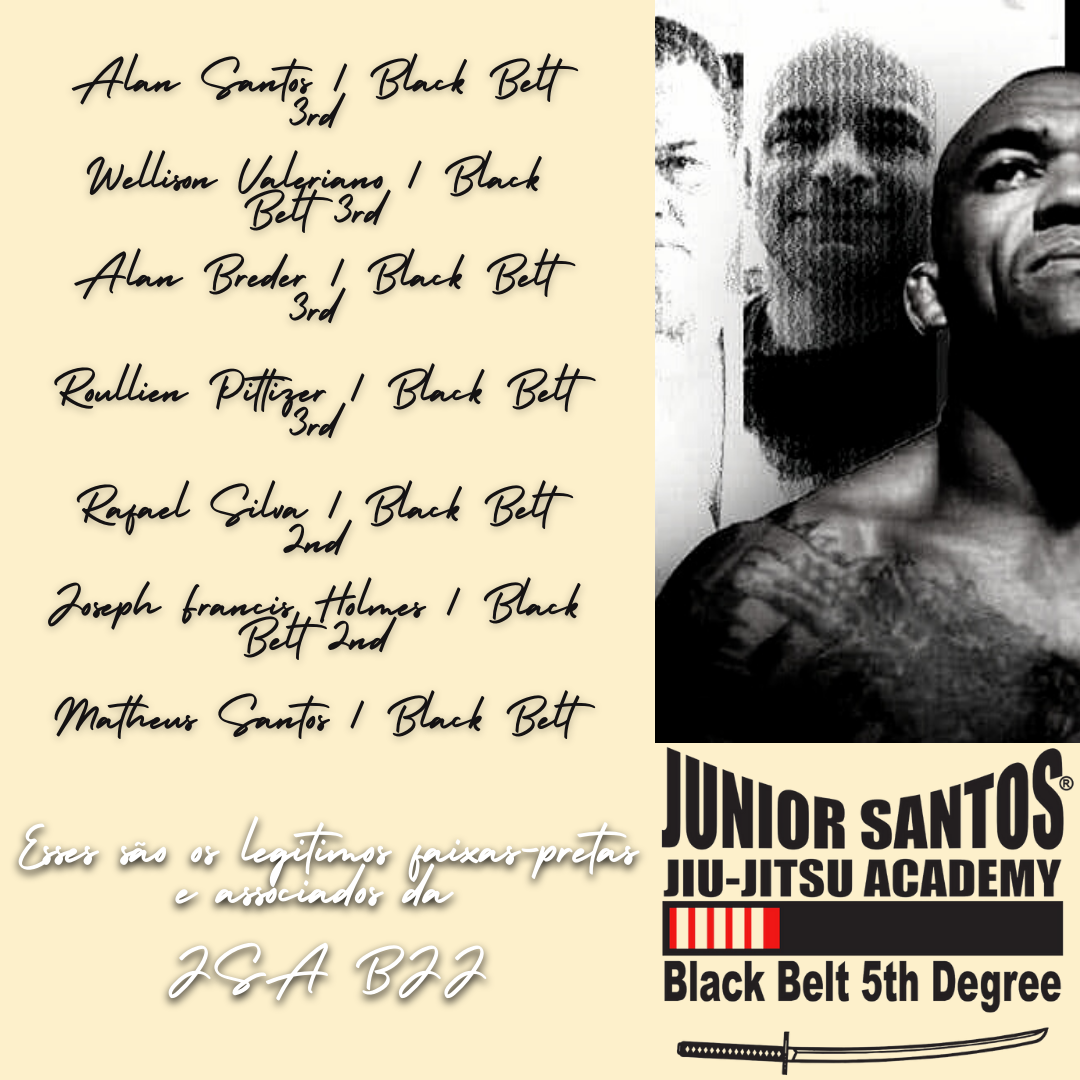 Alan Santos / Black Belt
3rd
Wellison Valeriano / Black
Belt 3rd
Alan Breder / Black Belt
3rd
Roullien Pittizer / Black Belt
3rd
Rafael Silva / Black Belt
2nd
Joseph francis Holmes / Black
Belt 2nd
Matheus Santos / Black Belt
Esses são os legitimos faixas-pretas
e associados da
JSA BJJ
JUNIOR SANTOS®
JIU-JITSU ACADEMY
Black Belt 5th Degree